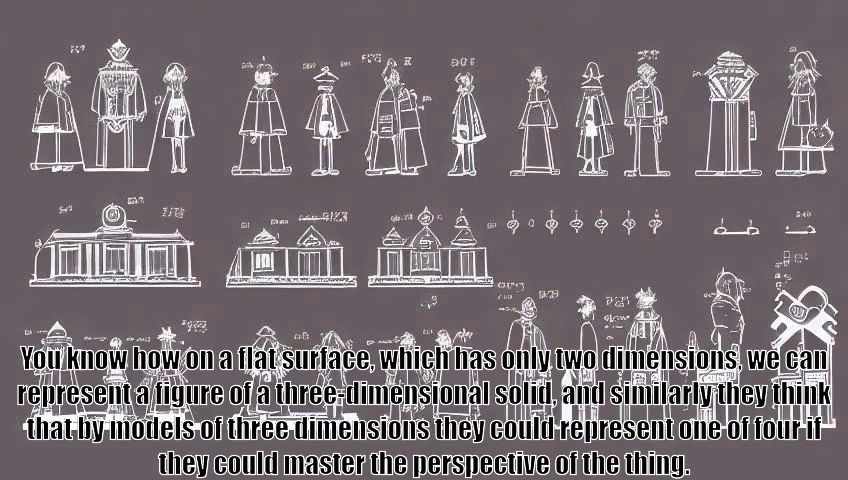 You know how on a flat surface, which has only two dimensions, we can
represent a figure of a three-dimensional solid, and similarly they think
that by models of three dimensions they could represent one of four if
they could master the perspective of the thing.